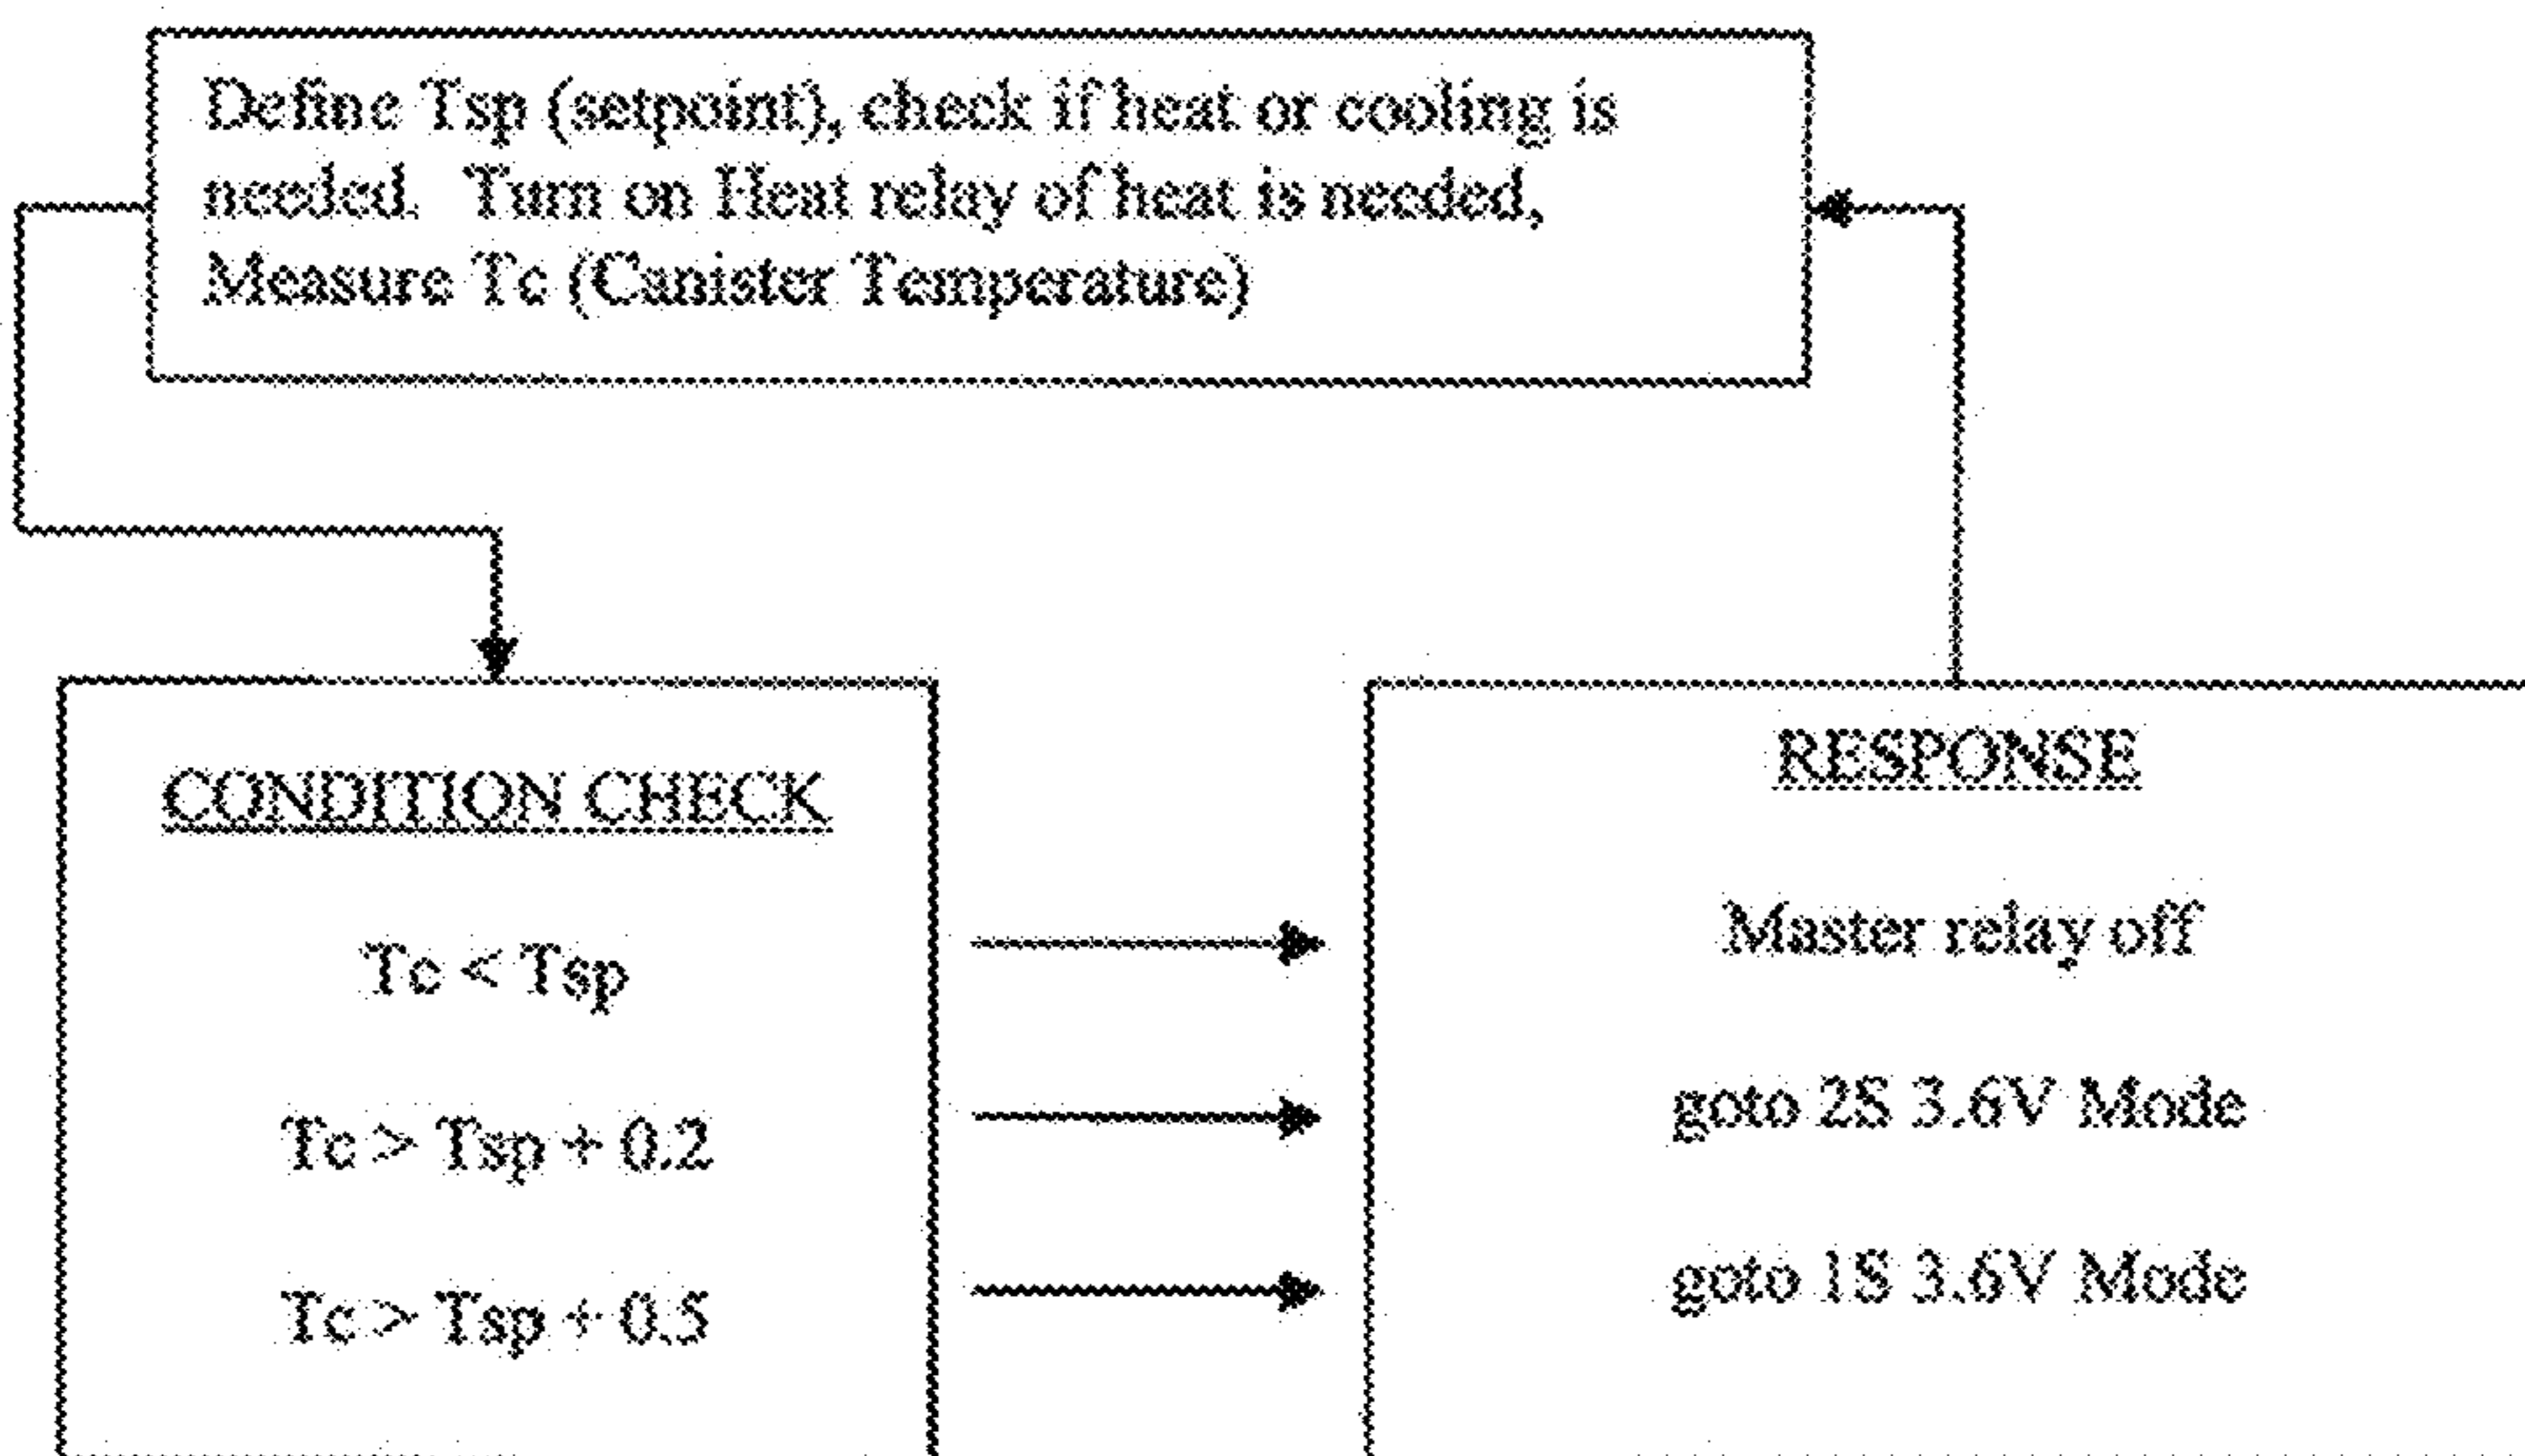 Define Tsp (setpoint), check if heat or cooling is
needed. Turn on Heat relay of heat is needed,
Measure Tc (Canister Temperature)
CONDITION CHECK
Tc < Tsp
Tc > Tsp + 0.2
Tc > Tsp + 0.5
RESPONSE
Master relay off
goto 2S 3.6V Mode
goto 1S 3.6V Mode